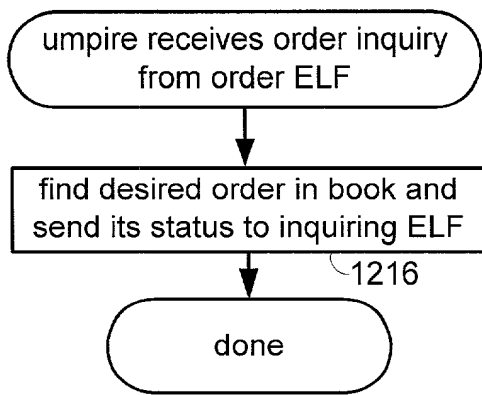 umpire receives order inquiry
from order ELF
find desired order in book and
send its status to inquiring ELF
1216
done